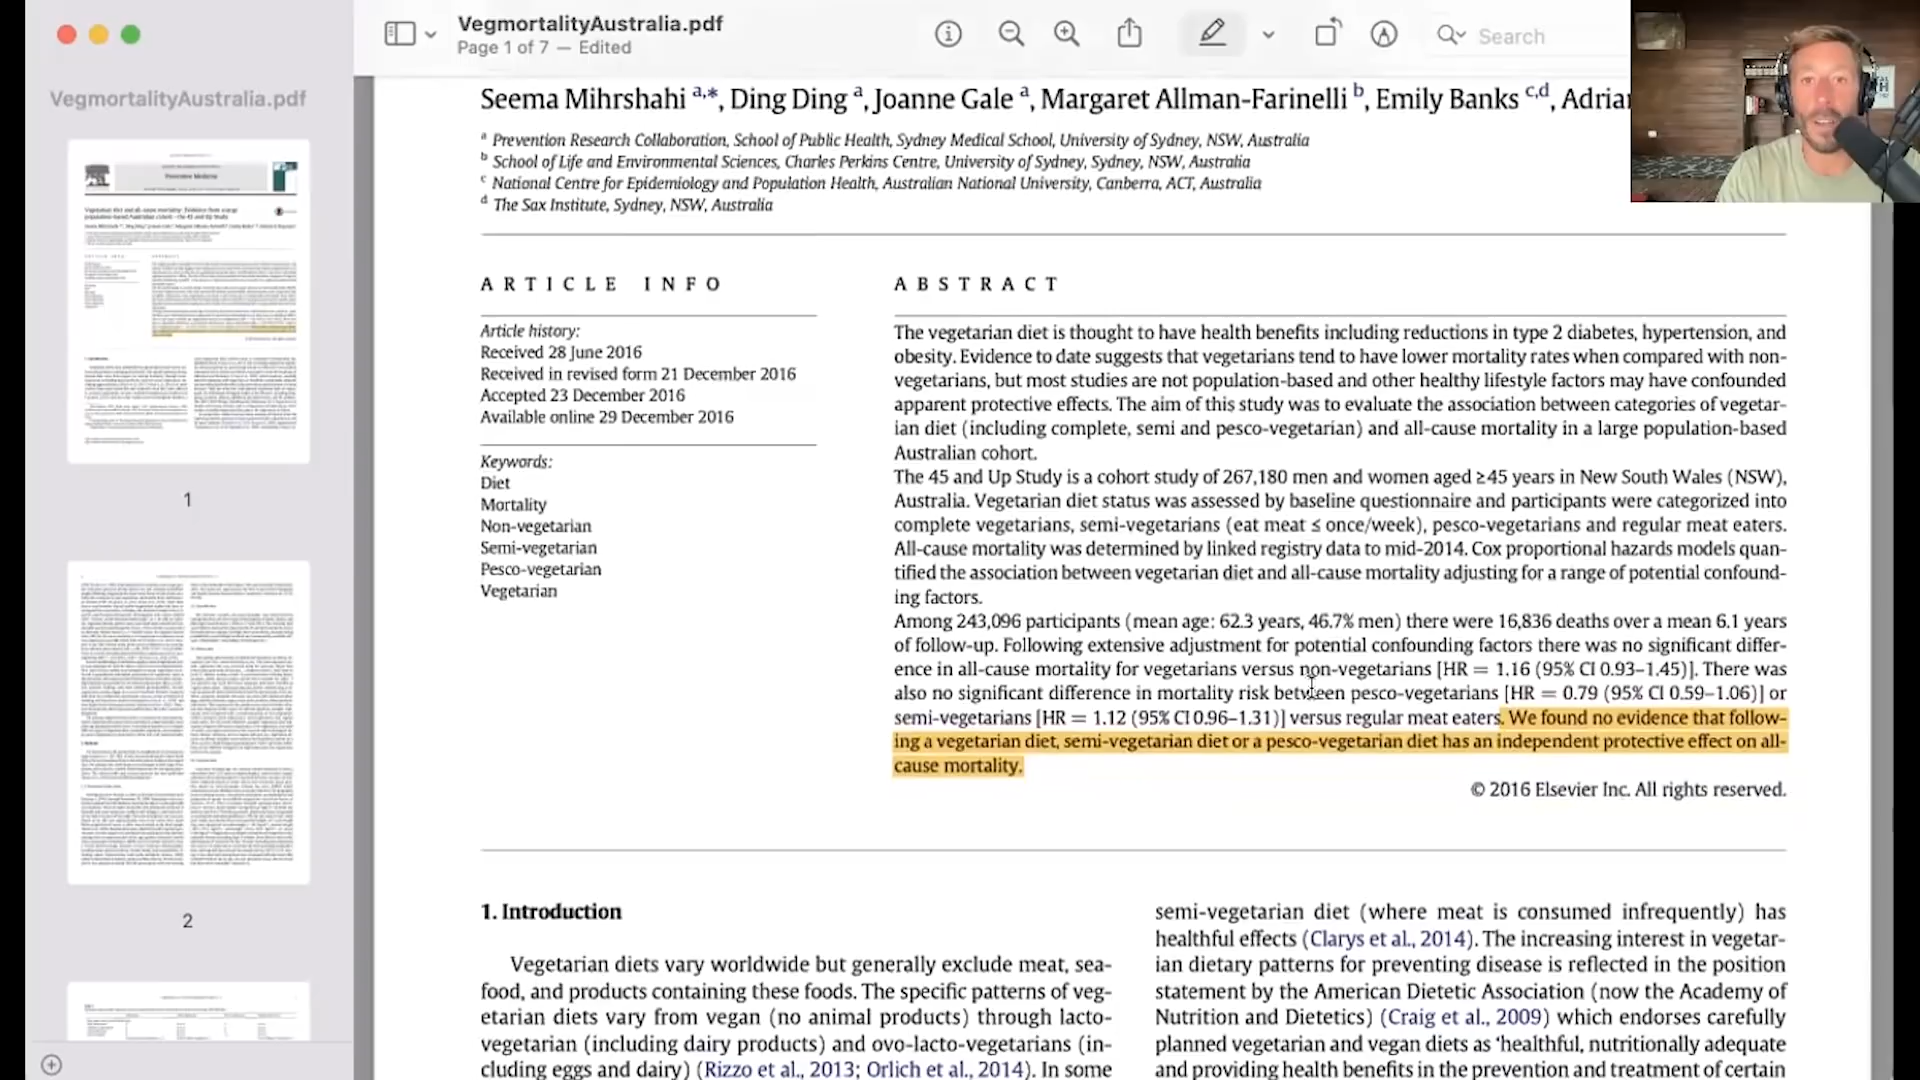 VegmortalityAustralia.pdf
Page 1 of 7 — Edited
Search
VegmortalityAustralia.pdf
1
2
Seema Mihrshahi a,*, Ding Ding a, Joanne Gale a, Margaret Allman-Farinelli b, Emily Banks c,d, Adrian
a Prevention Research Collaboration, School of Public Health, Sydney Medical School, University of Sydney, NSW, Australia
b School of Life and Environmental Sciences, Charles Perkins Centre, University of Sydney, Sydney, NSW, Australia
c National Centre for Epidemiology and Population Health, Australian National University, Canberra, ACT, Australia
d The Sax Institute, Sydney, NSW, Australia
ARTICLE INFO
Article history:
Received 28 June 2016
Received in revised form 21 December 2016
Accepted 23 December 2016
Available online 29 December 2016
Keywords:
Diet
Mortality
Non-vegetarian
Semi-vegetarian
Pesco-vegetarian
Vegetarian
ABSTRACT
The vegetarian diet is thought to have health benefits including reductions in type 2 diabetes, hypertension, and
obesity. Evidence to date suggests that vegetarians tend to have lower mortality rates when compared with non-
vegetarians, but most studies are not population-based and other healthy lifestyle factors may have confounded
apparent protective effects. The aim of this study was to evaluate the association between categories of vegetar-
ian diet (including complete, semi and pesco-vegetarian) and all-cause mortality in a large population-based
Australian cohort.
The 45 and Up Study is a cohort study of 267,180 men and women aged ≥45 years in New South Wales (NSW),
Australia. Vegetarian diet status was assessed by baseline questionnaire and participants were categorized into
complete vegetarians, semi-vegetarians (eat meat ≤ once/week), pesco-vegetarians and regular meat eaters.
All-cause mortality was determined by linked registry data to mid-2014. Cox proportional hazards models quan-
tified the association between vegetarian diet and all-cause mortality adjusting for a range of potential confound-
ing factors.
Among 243,096 participants (mean age: 62.3 years, 46.7% men) there were 16,836 deaths over a mean 6.1 years
of follow-up. Following extensive adjustment for potential confounding factors there was no significant differ-
ence in all-cause mortality for vegetarians versus non-vegetarians [HR = 1.16 (95% CI 0.93–1.45)]. There was
also no significant difference in mortality risk between pesco-vegetarians [HR = 0.79 (95% CI 0.59–1.06)] or
semi-vegetarians [HR = 1.12 (95% CI 0.96–1.31)] versus regular meat eaters. We found no evidence that follow-
ing a vegetarian diet, semi-vegetarian diet or a pesco-vegetarian diet has an independent protective effect on all-
cause mortality.
© 2016 Elsevier Inc. All rights reserved.
1. Introduction
Vegetarian diets vary worldwide but generally exclude meat, sea-
food, and products containing these foods. The specific patterns of veg-
etarian diets vary from vegan (no animal products) through lacto-
vegetarian (including dairy products) and ovo-lacto-vegetarians (in-
cluding eggs and dairy) (Rizzo et al., 2013; Orlich et al., 2014). In some
semi-vegetarian diet (where meat is consumed infrequently) has
healthful effects (Clarys et al., 2014). The increasing interest in vegetar-
ian dietary patterns for preventing disease is reflected in the position
statement by the American Dietetic Association (now the Academy of
Nutrition and Dietetics) (Craig et al., 2009) which endorses carefully
planned vegetarian and vegan diets as 'healthful, nutritionally adequate
and providing health benefits in the prevention and treatment of certain